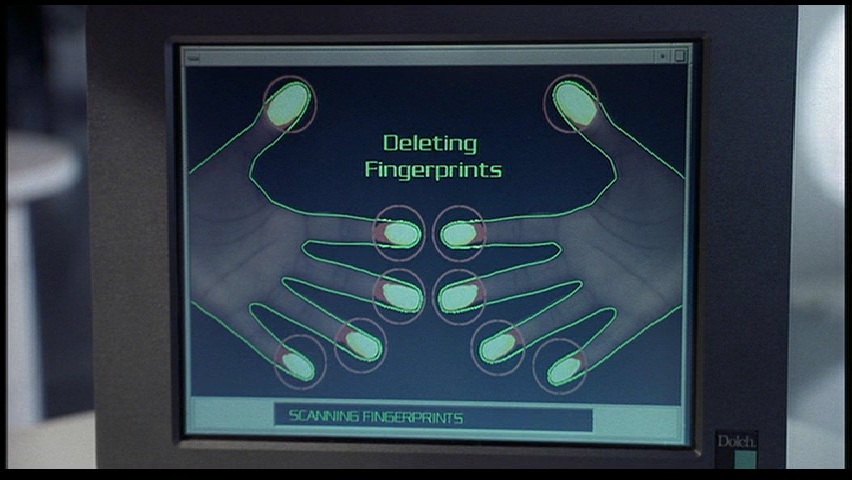 Deleting
Fingerprints
SCANNING FINGERPRINTS
Dolch